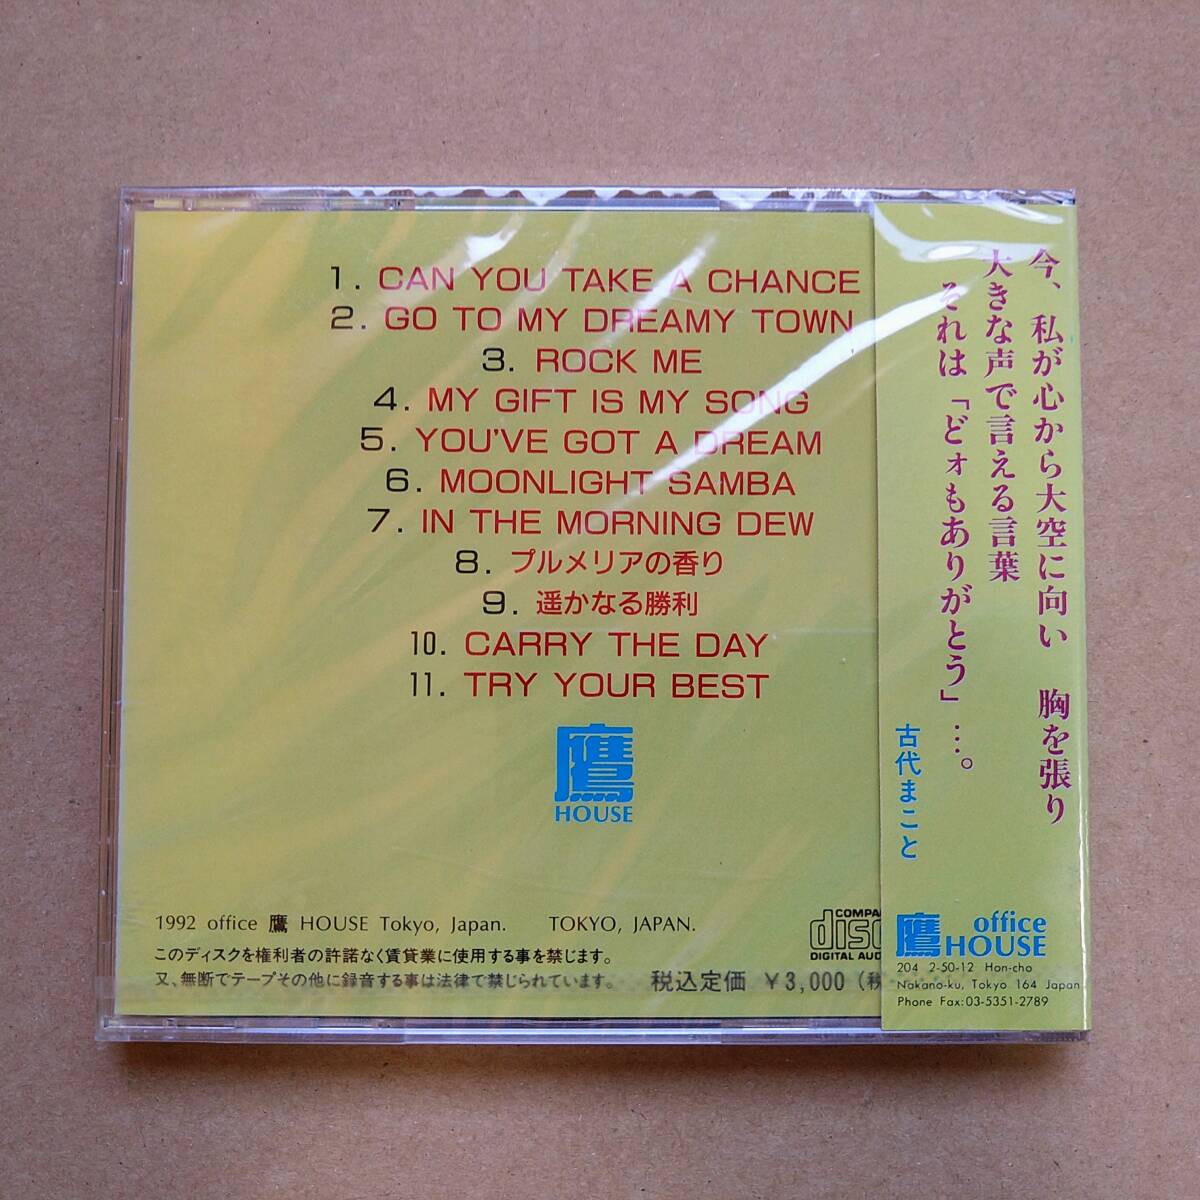 1. CAN YOU TAKE A CHANCE
2. GO TO MY DREAMY TOWN
3. ROCK ME
4. MY GIFT IS MY SONG
5. YOU'VE GOT A DREAM
6. MOONLIGHT SAMBA
7. IN THE MORNING DEW
8. プルメリアの香り
9. 遥かなる勝利
10. CARRY THE DAY
11. TRY YOUR BEST
鷹
HOUSE
1992 office 鷹 HOUSE Tokyo, Japan. TOKYO, JAPAN.
このディスクを権利者の許諾なく賃貸業に使用する事を禁じます。
又、無断でテープその他に録音する事は法律で禁じられています。 税込定価 ¥3,000 (税
COMPA
disc
DIGITAL AUD
今、私が心から大空に向い 胸を張り
大きな声で言える言葉
それは「どォもありがとう」…。
古代まこと
鷹 office
HOUSE
204 2-50-12 Hon-cho
Nakano-ku, Tokyo 164 Japan
Phone Fax:03-5351-2789